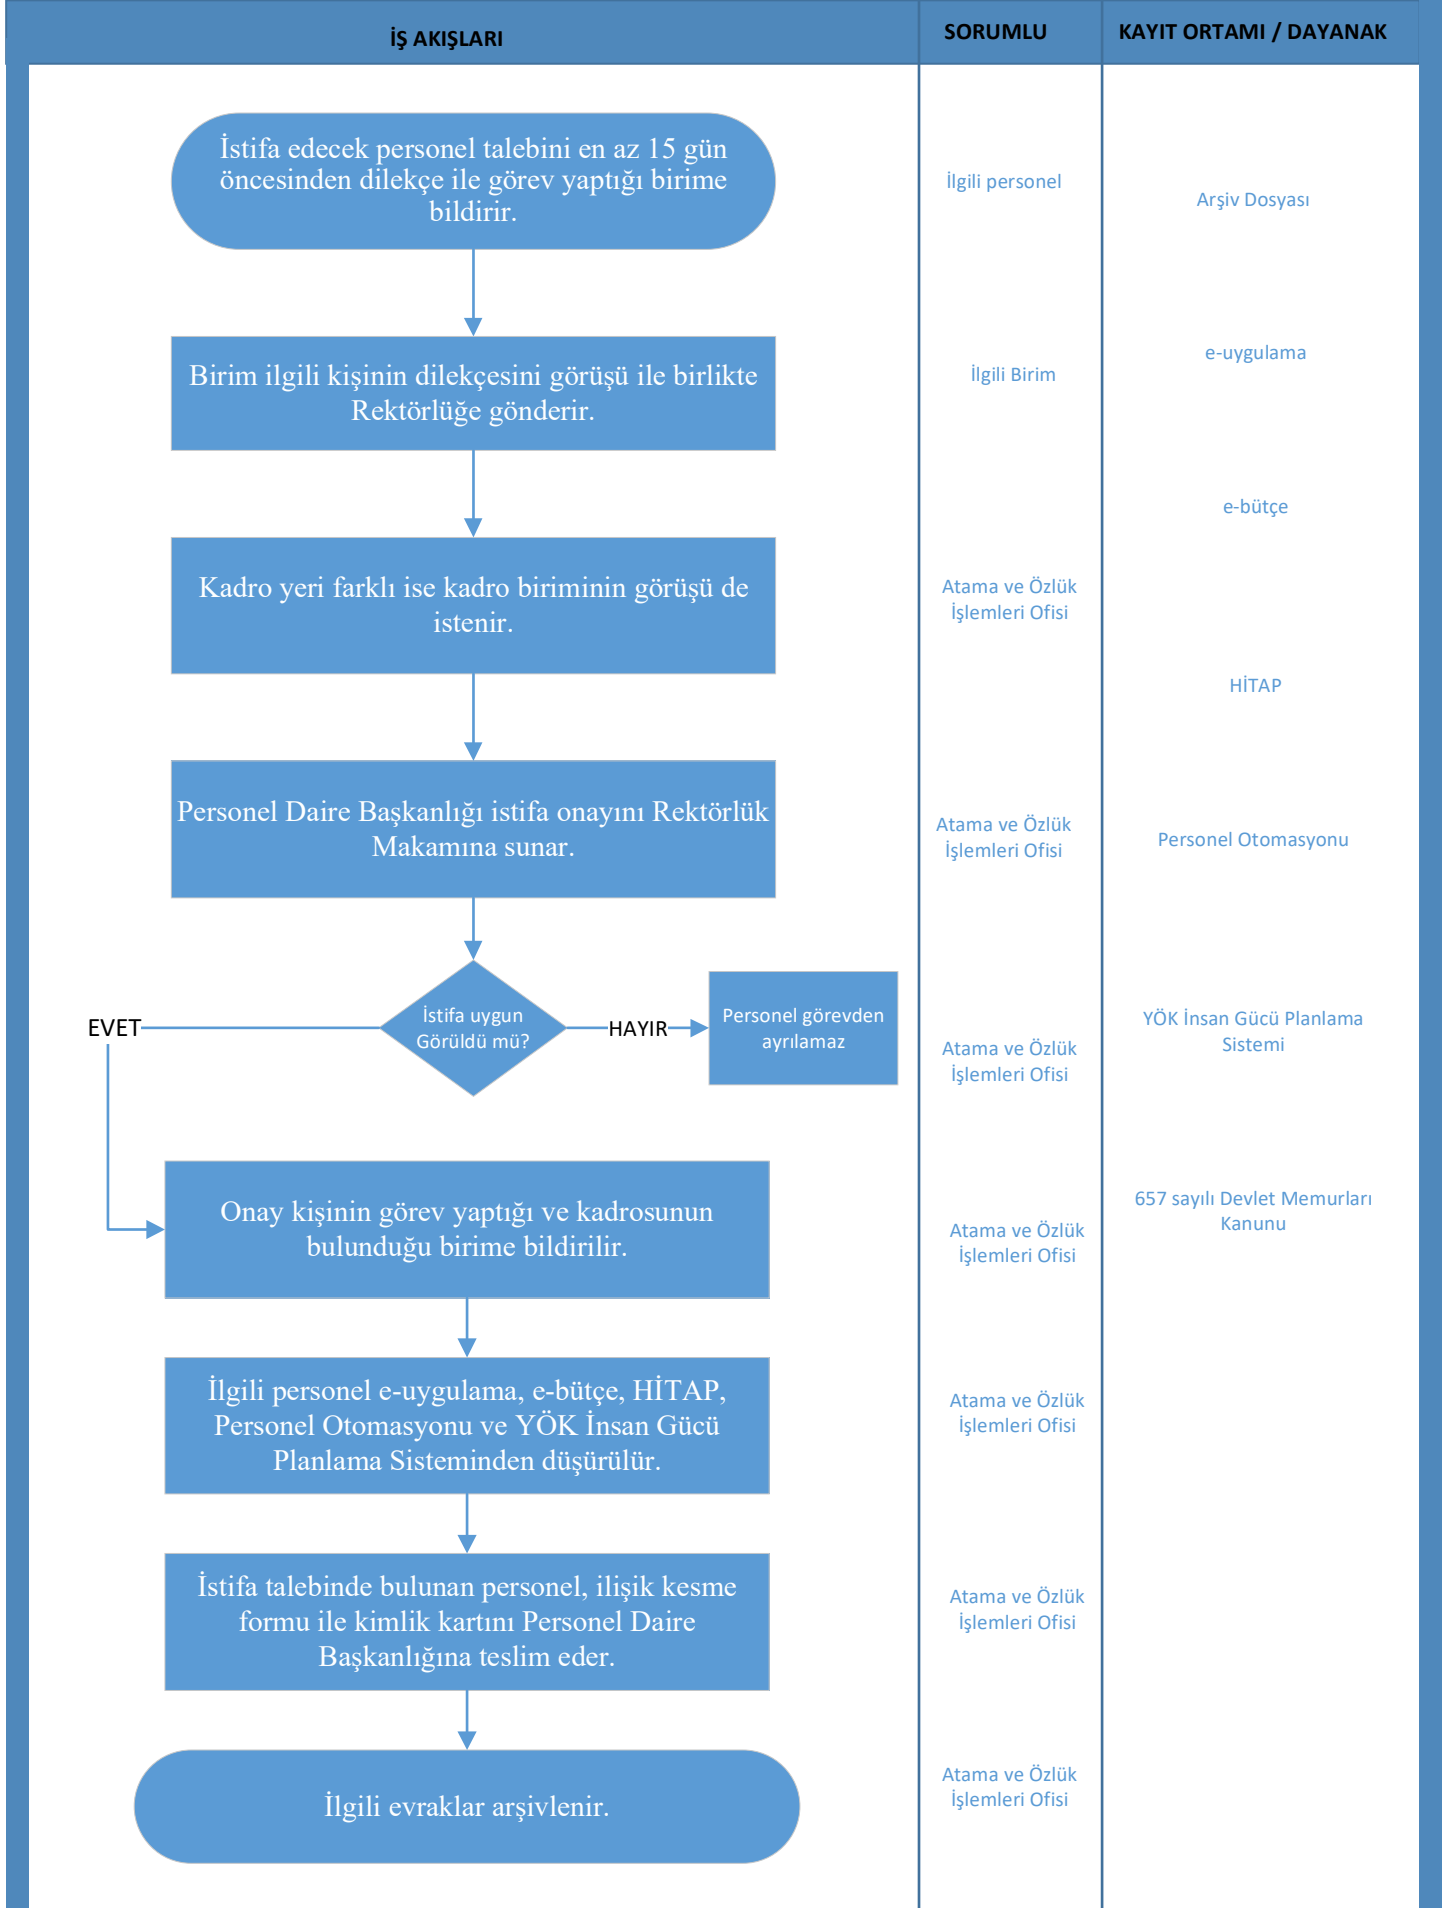 İŞ AKIŞLARI
SORUMLU
KAYIT ORTAMI / DAYANAK
İstifa edecek personel talebini en az 15 gün
öncesinden dilekçe ile görev yaptığı birime
bildirir.
İlgili personel
Arşiv Dosyası
Birim ilgili kişinin dilekçesini görüşü ile birlikte
Rektörlüğe gönderir.
İlgili Birim
e-uygulama
e-bütçe
Kadro yeri farklı ise kadro biriminin görüşü de
istenir.
Atama ve Özlük
İşlemleri Ofisi
HİTAP
Personel Daire Başkanlığı istifa onayını Rektörlük
Makamına sunar.
Atama ve Özlük
İşlemleri Ofisi
Personel Otomasyonu
EVET
İstifa uygun
Görüldü mü?
HAYIR
Personel görevden
ayrılamaz
Atama ve Özlük
İşlemleri Ofisi
YÖK İnsan Gücü Planlama
Sistemi
Onay kişinin görev yaptığı ve kadrosunun
bulunduğu birime bildirilir.
Atama ve Özlük
İşlemleri Ofisi
657 sayılı Devlet Memurları
Kanunu
İlgili personel e-uygulama, e-bütçe, HİTAP,
Personel Otomasyonu ve YÖK İnsan Gücü
Planlama Sisteminden düşürülür.
Atama ve Özlük
İşlemleri Ofisi
İstifa talebinde bulunan personel, ilişik kesme
formu ile kimlik kartını Personel Daire
Başkanlığına teslim eder.
Atama ve Özlük
İşlemleri Ofisi
İlgili evraklar arşivlenir.
Atama ve Özlük
İşlemleri Ofisi